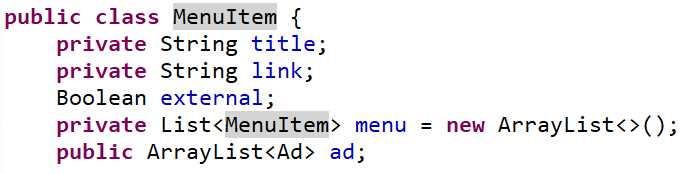 public class MenuItem {
    private String title;
    private String link;
    Boolean external;
    private List<MenuItem> menu = new ArrayList<>();
    public ArrayList<Ad> ad;